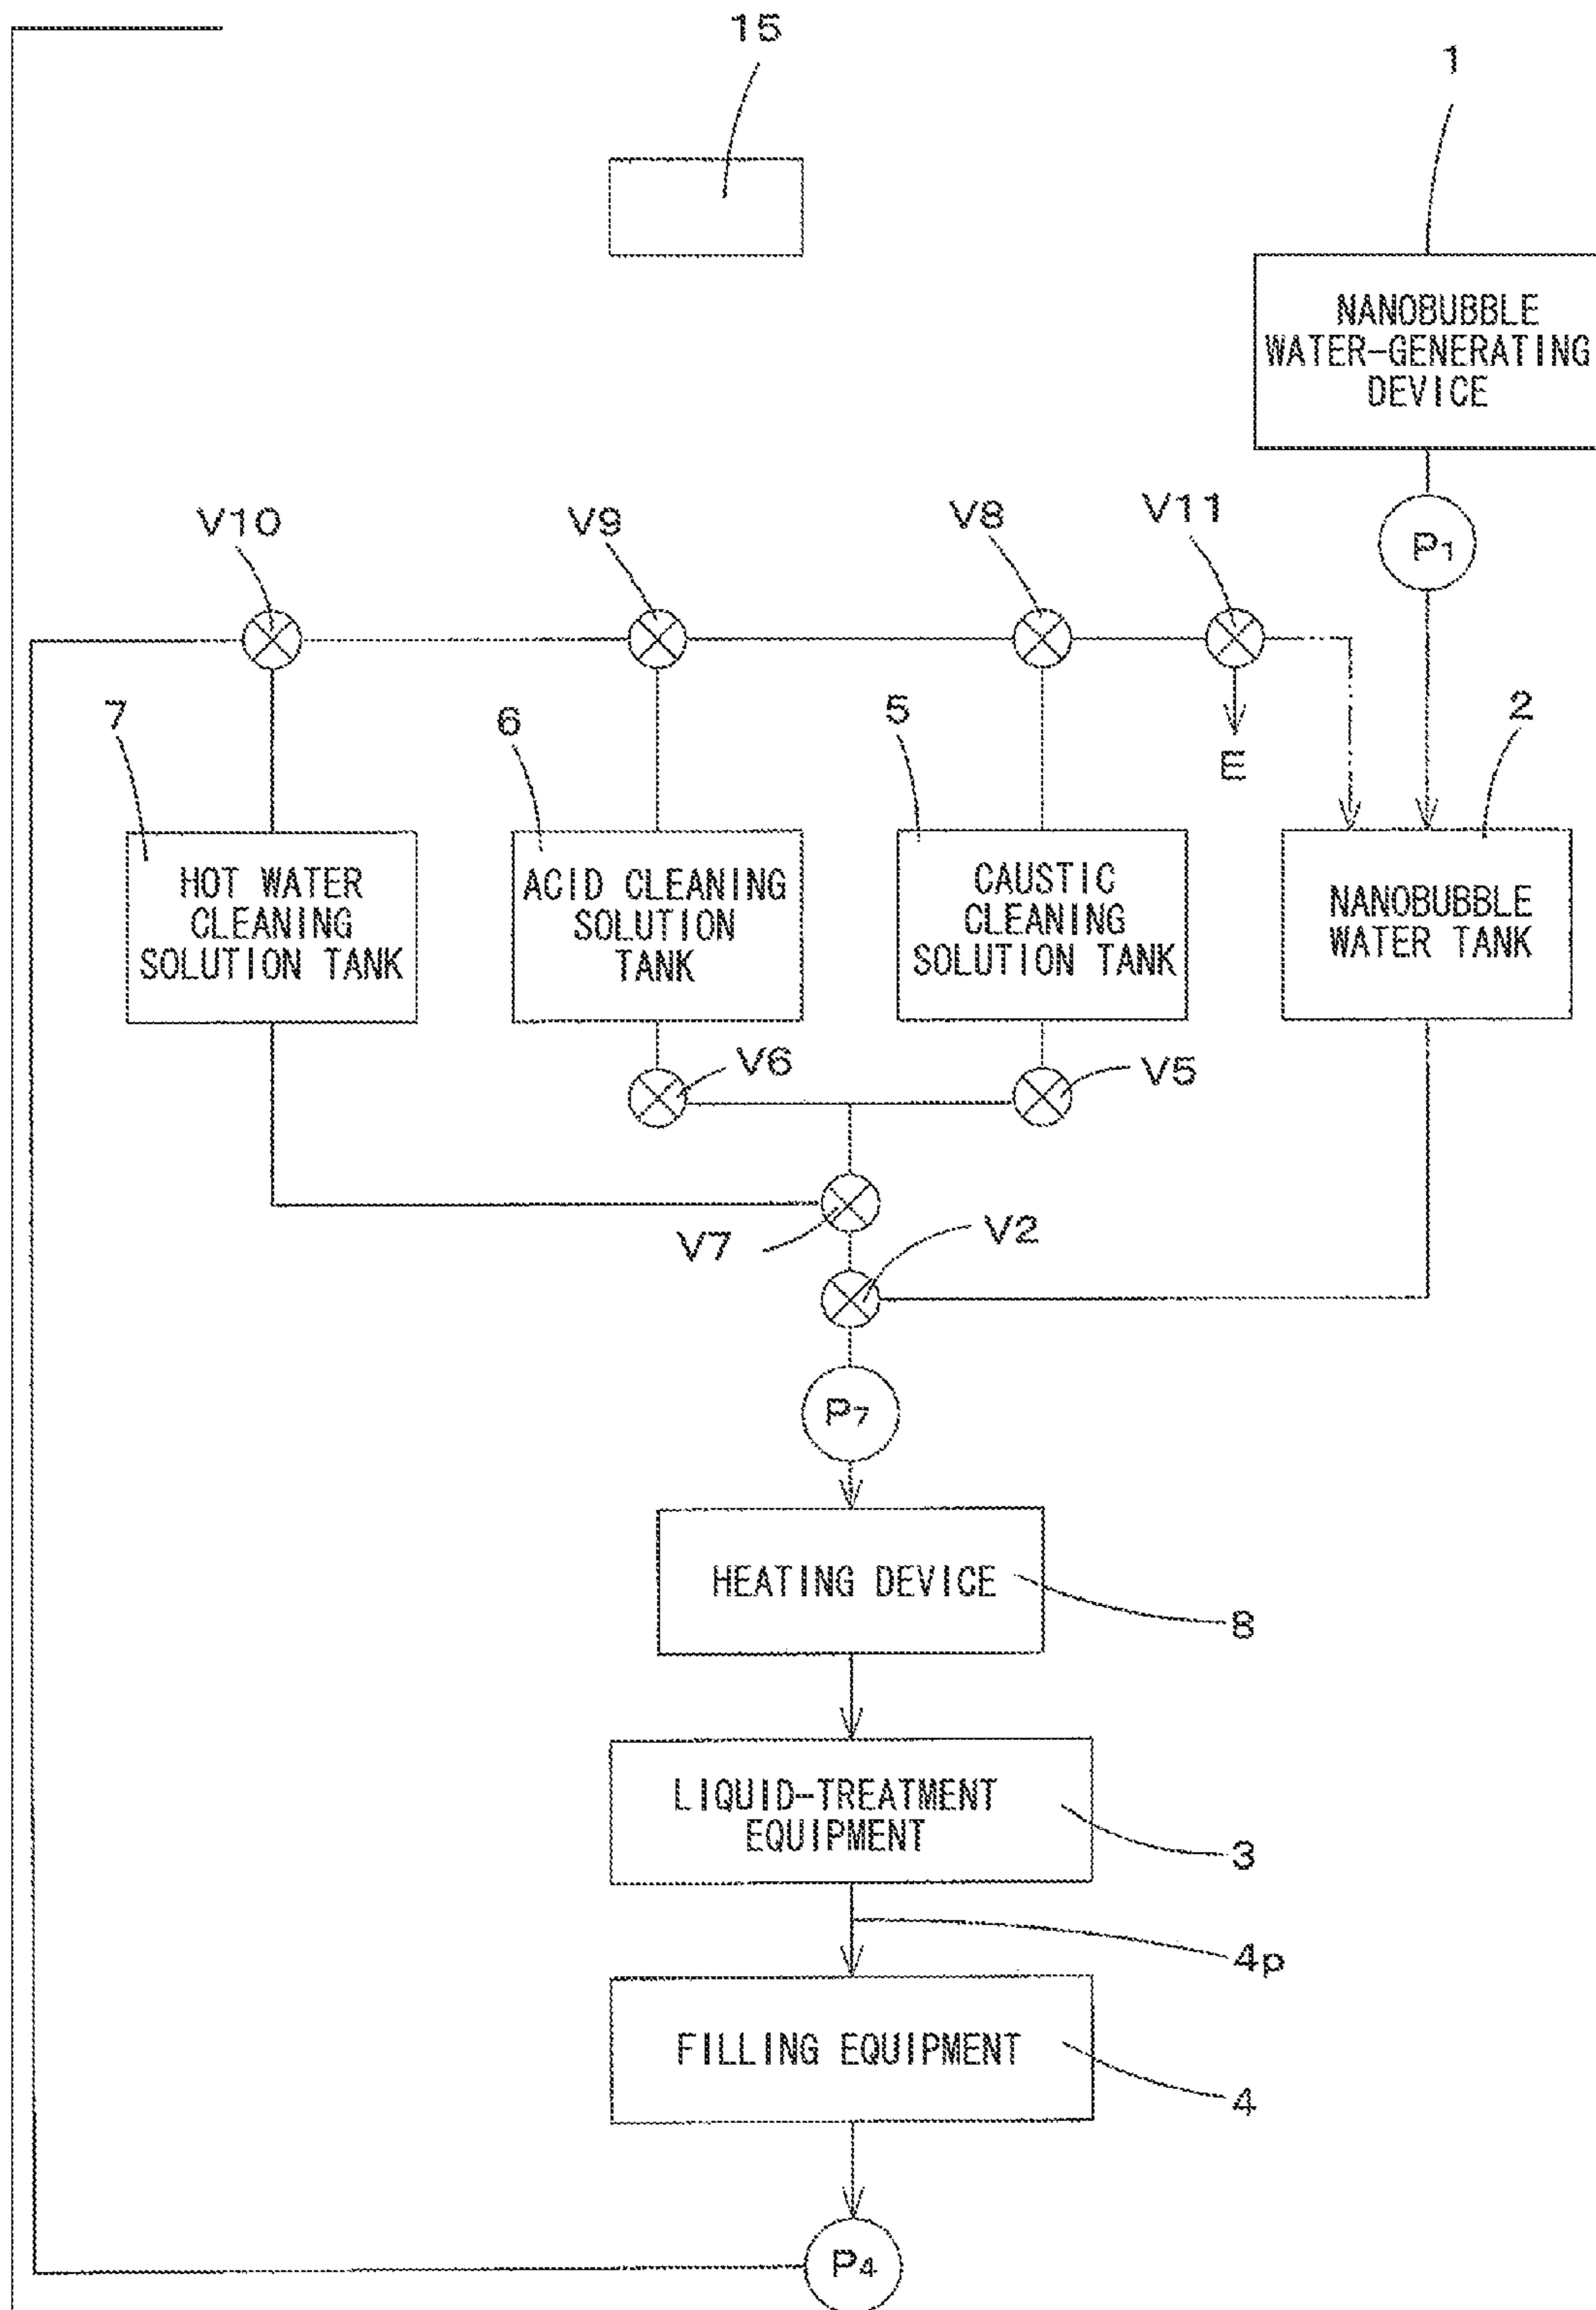 15
1
NANOBUBBLE
WATER-GENERATING
DEVICE
V10
V9
V8
V11
P1
7
6
5
E
2
HOT WATER
CLEANING
SOLUTION TANK
ACID CLEANING
SOLUTION
TANK
CAUSTIC
CLEANING
SOLUTION TANK
NANOBUBBLE
WATER TANK
V6
V5
V7
V2
P7
HEATING DEVICE
8
LIQUID-TREATMENT
EQUIPMENT
3
4p
FILLING EQUIPMENT
4
P4